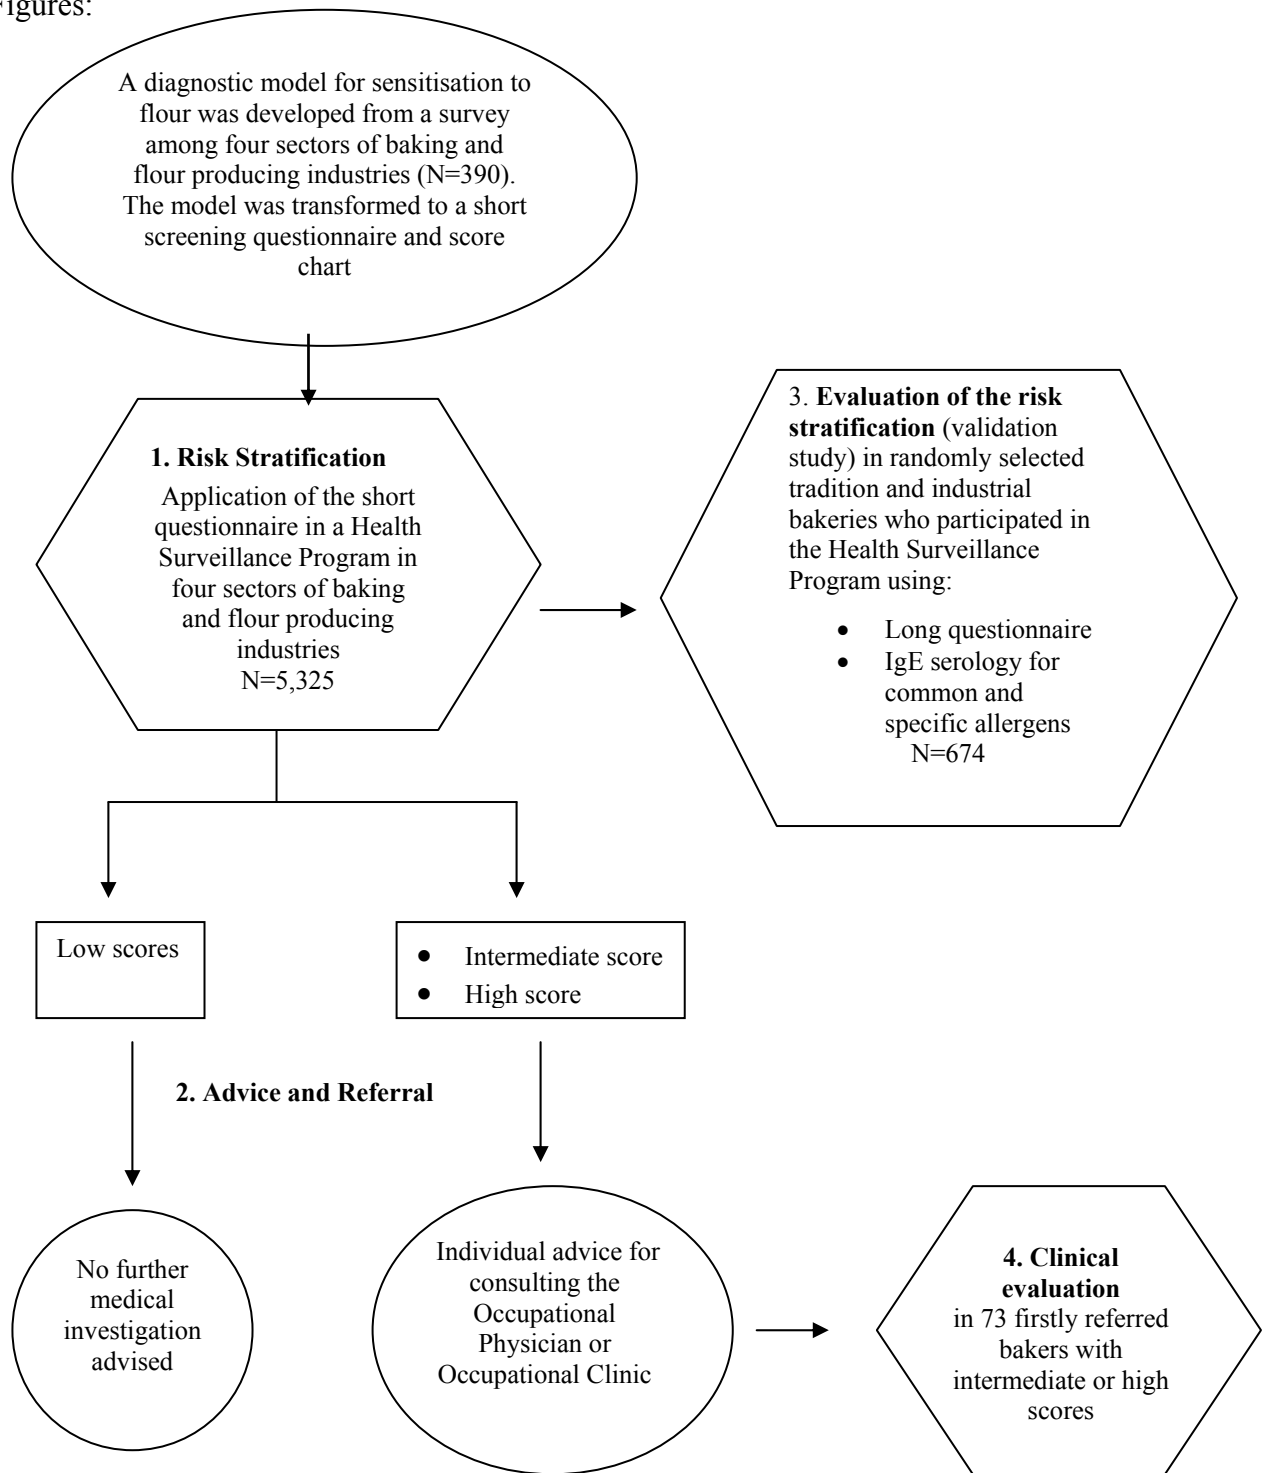 Figures:
A diagnostic model for sensitisation to
flour was developed from a survey
among four sectors of baking and
flour producing industries (N=390).
The model was transformed to a short
screening questionnaire and score
chart
1. Risk Stratification
Application of the short
questionnaire in a Health
Surveillance Program in
four sectors of baking
and flour producing
industries
N=5,325
3. Evaluation of the risk
stratification (validation
study) in randomly selected
tradition and industrial
bakeries who participated in
the Health Surveillance
Program using:
• Long questionnaire
• IgE serology for
common and
specific allergens
N=674
Low scores
• Intermediate score
• High score
2. Advice and Referral
No further
medical
investigation
advised
Individual advice for
consulting the
Occupational
Physician or
Occupational Clinic
4. Clinical
evaluation
in 73 firstly referred
bakers with
intermediate or high
scores